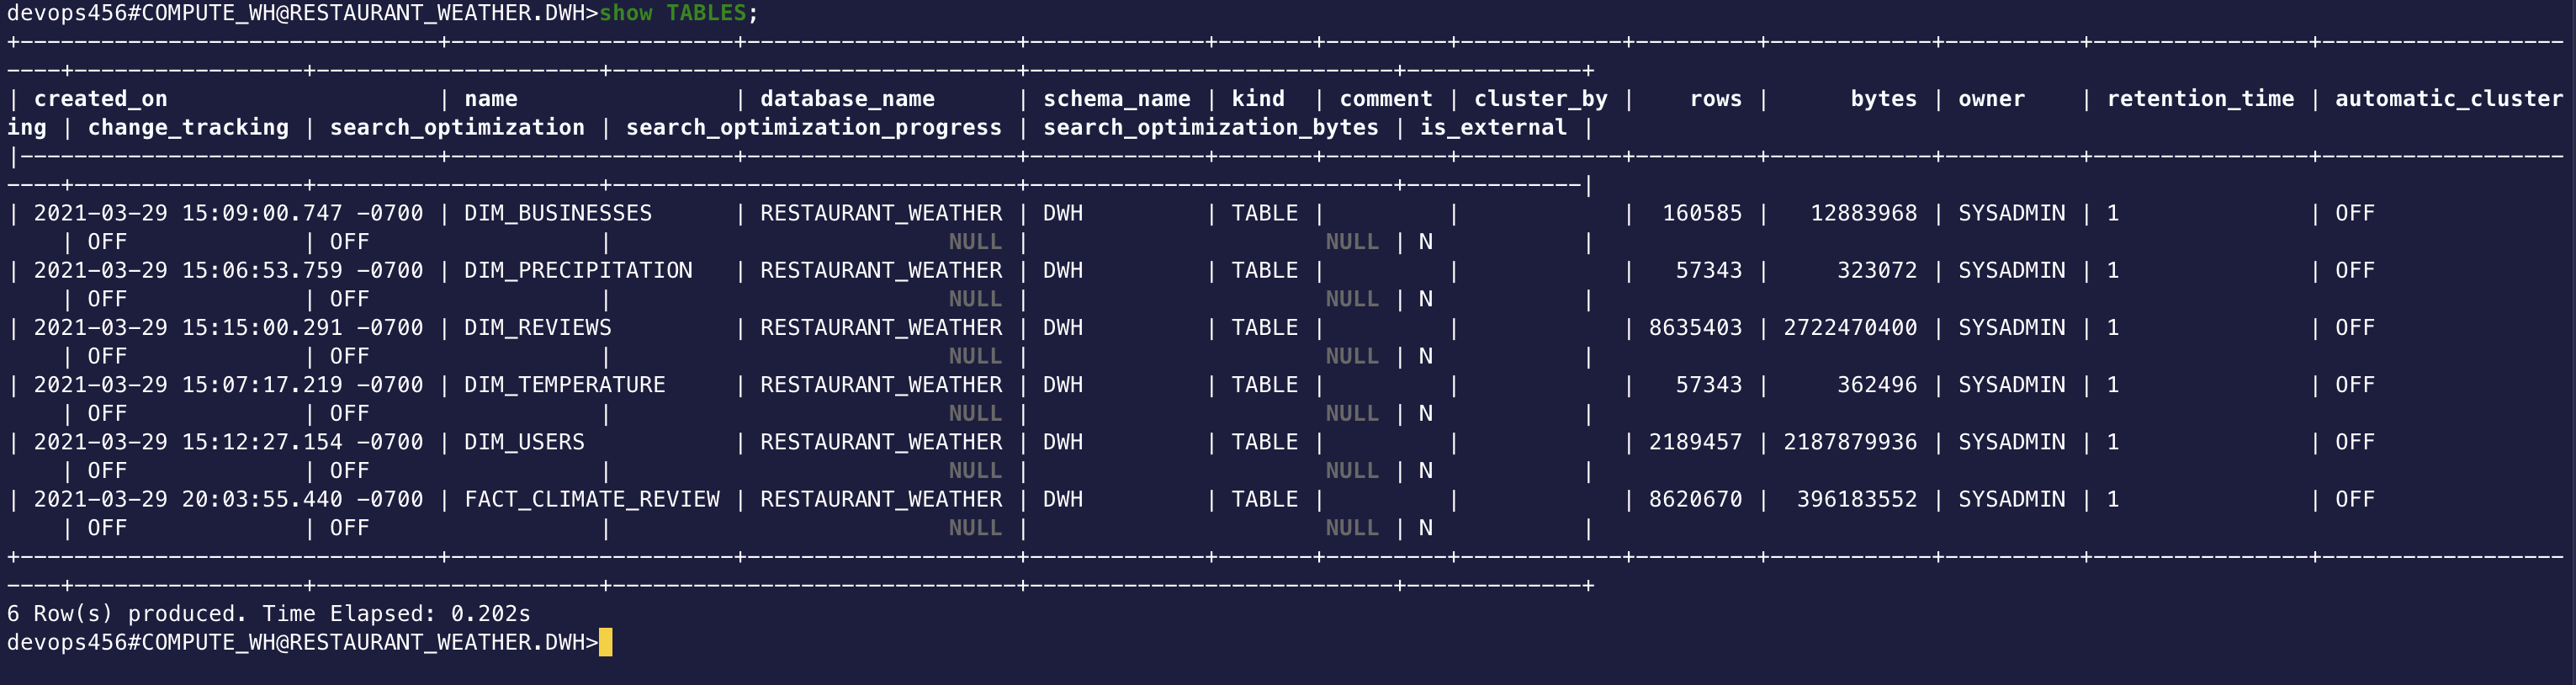 devops456#COMPUTE_WH@RESTAURANT_WEATHER.DWH>show TABLES;
| created_on | name | database_name | schema_name | kind | comment | cluster_by | rows | bytes | owner | retention_time | automatic_cluster
ing | change_tracking | search_optimization | search_optimization_progress | search_optimization_bytes | is_external |
| 2021-03-29 15:09:00.747 -0700 | DIM_BUSINESSES | RESTAURANT_WEATHER | DWH | TABLE | | | 160585 | 12883968 | SYSADMIN | 1 | OFF
| OFF | OFF | NULL | NULL | N |
| 2021-03-29 15:06:53.759 -0700 | DIM_PRECIPITATION | RESTAURANT_WEATHER | DWH | TABLE | | | 57343 | 323072 | SYSADMIN | 1 | OFF
| OFF | OFF | NULL | NULL | N |
| 2021-03-29 15:15:00.291 -0700 | DIM_REVIEWS | RESTAURANT_WEATHER | DWH | TABLE | | | 8635403 | 2722470400 | SYSADMIN | 1 | OFF
| OFF | OFF | NULL | NULL | N |
| 2021-03-29 15:07:17.219 -0700 | DIM_TEMPERATURE | RESTAURANT_WEATHER | DWH | TABLE | | | 57343 | 362496 | SYSADMIN | 1 | OFF
| OFF | OFF | NULL | NULL | N |
| 2021-03-29 15:12:27.154 -0700 | DIM_USERS | RESTAURANT_WEATHER | DWH | TABLE | | | 2189457 | 2187879936 | SYSADMIN | 1 | OFF
| OFF | OFF | NULL | NULL | N |
| 2021-03-29 20:03:55.440 -0700 | FACT_CLIMATE_REVIEW | RESTAURANT_WEATHER | DWH | TABLE | | | 8620670 | 396183552 | SYSADMIN | 1 | OFF
| OFF | OFF | NULL | NULL | N |
6 Row(s) produced. Time Elapsed: 0.202s
devops456#COMPUTE_WH@RESTAURANT_WEATHER.DWH>